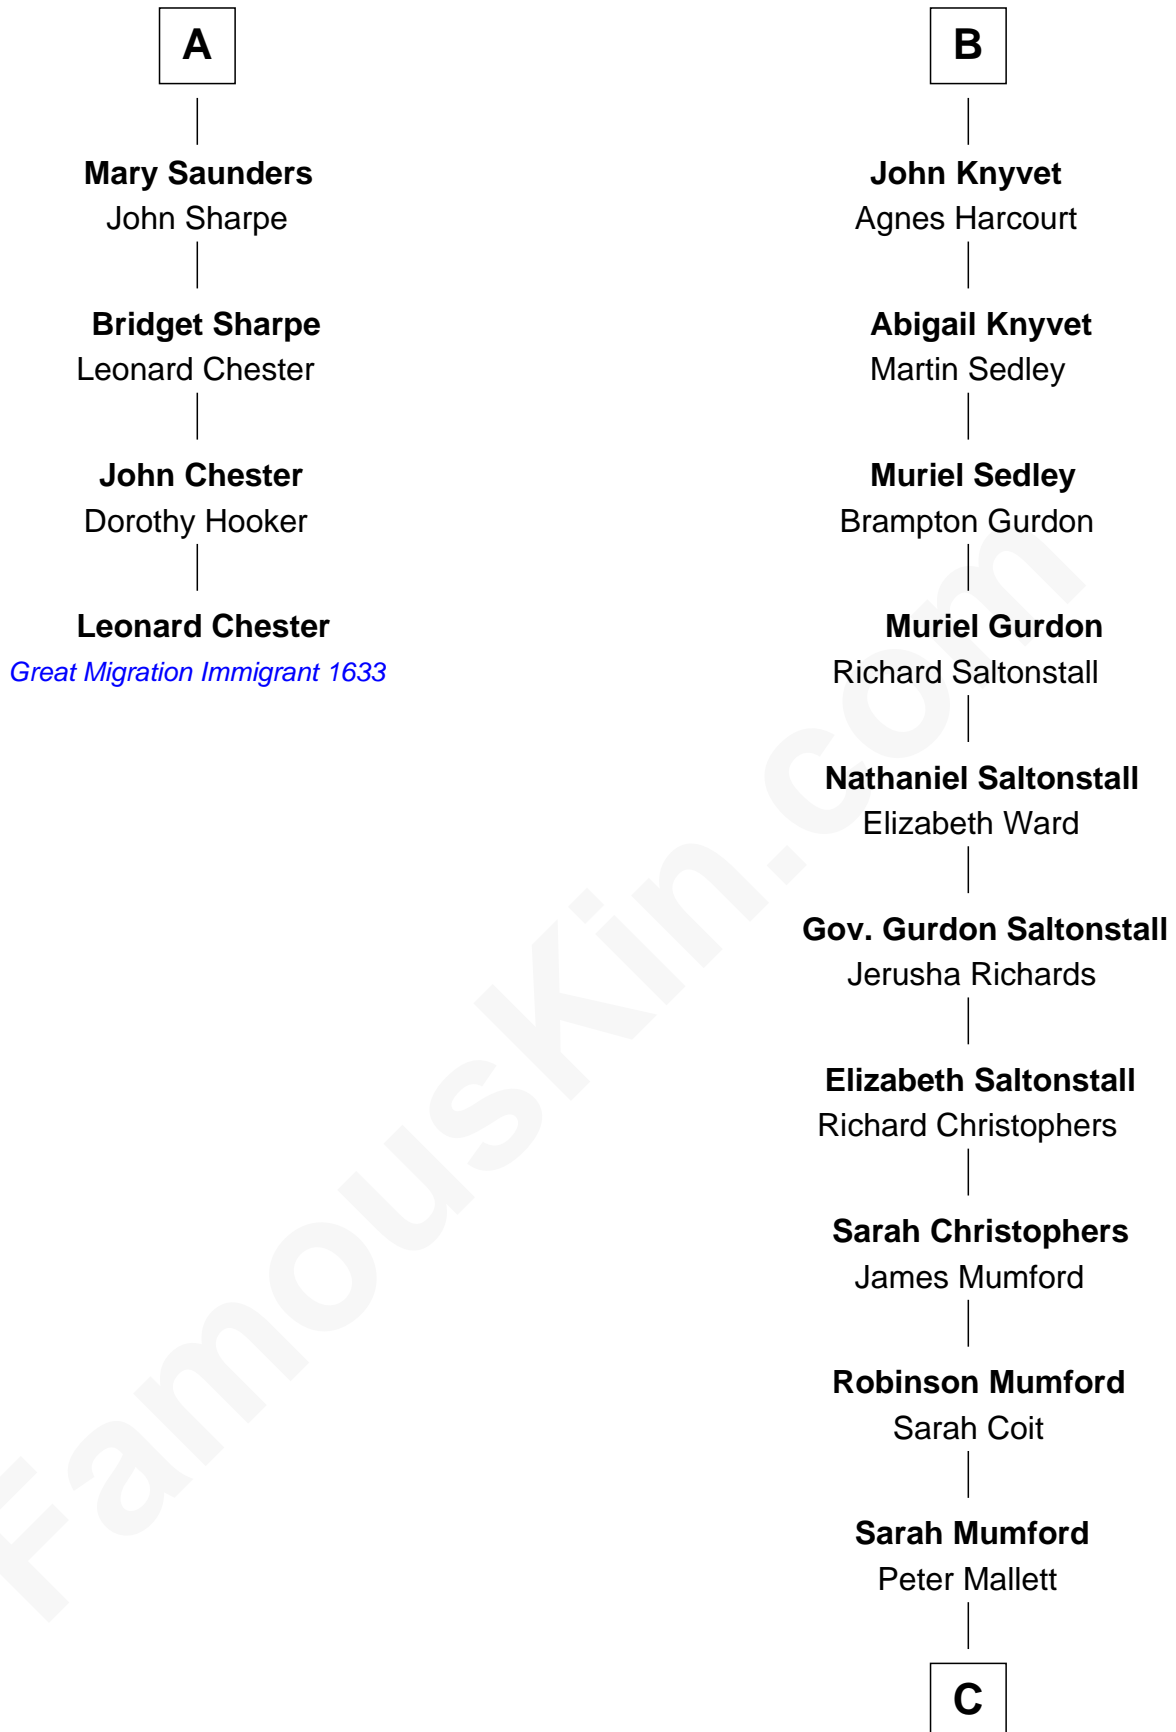 A
Mary Saunders
John Sharpe
Bridget Sharpe
Leonard Chester
John Chester
Dorothy Hooker
Leonard Chester
Great Migration Immigrant 1633
B
John Knyvet
Agnes Harcourt
Abigail Knyvet
Martin Sedley
Muriel Sedley
Brampton Gurdon
Muriel Gurdon
Richard Saltonstall
Nathaniel Saltonstall
Elizabeth Ward
Gov. Gurdon Saltonstall
Jerusha Richards
Elizabeth Saltonstall
Richard Christophers
Sarah Christophers
James Mumford
Robinson Mumford
Sarah Coit
Sarah Mumford
Peter Mallett
C
FamousKin.com